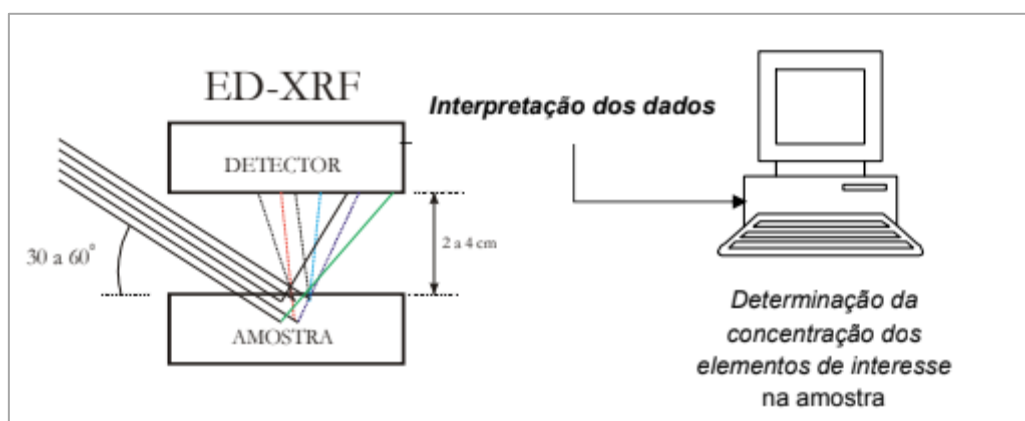 ED-XRF
DETECTOR
30 a 60°
2 a 4 cm
AMOSTRA
Interpretação dos dados
Determinação da
concentração dos
elementos de interesse
na amostra